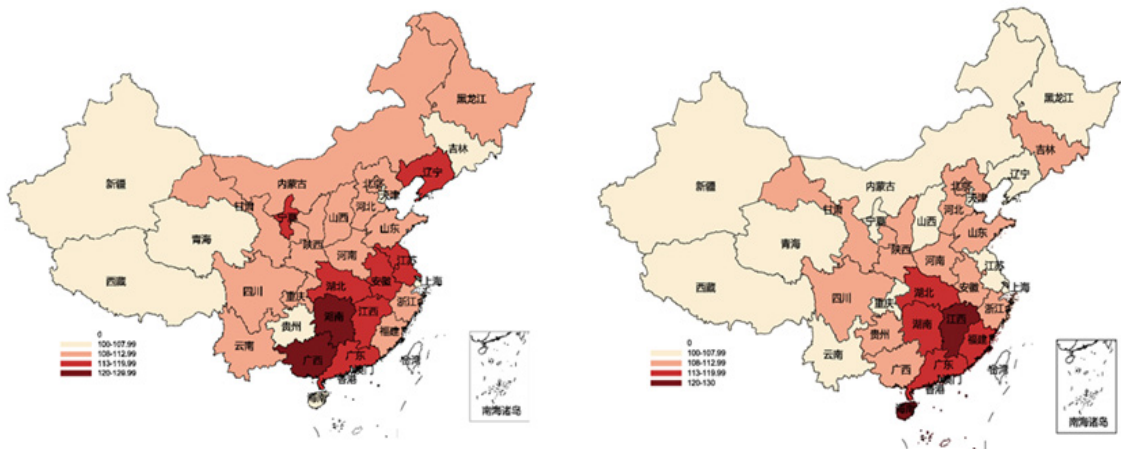 黑龙江
吉林
辽宁
新疆
内蒙古
北京
天津
河北
甘肃
宁夏
山西
山东
青海
陕西
河南
江苏
西藏
四川
重庆
湖北
安徽
上海
浙江
湖南
江西
贵州
云南
福建
广西
广东
台湾
澳门
香港
海南
南海诸岛
0
100-107.99
108-112.99
113-119.99
120-129.99
黑龙江
吉林
辽宁
新疆
内蒙古
北京
天津
河北
甘肃
宁夏
山西
山东
青海
陕西
河南
江苏
西藏
四川
重庆
湖北
安徽
上海
浙江
湖南
江西
贵州
云南
福建
广西
广东
台湾
澳门
香港
海南
南海诸岛
0
100-107.99
108-112.99
113-119.99
120-130